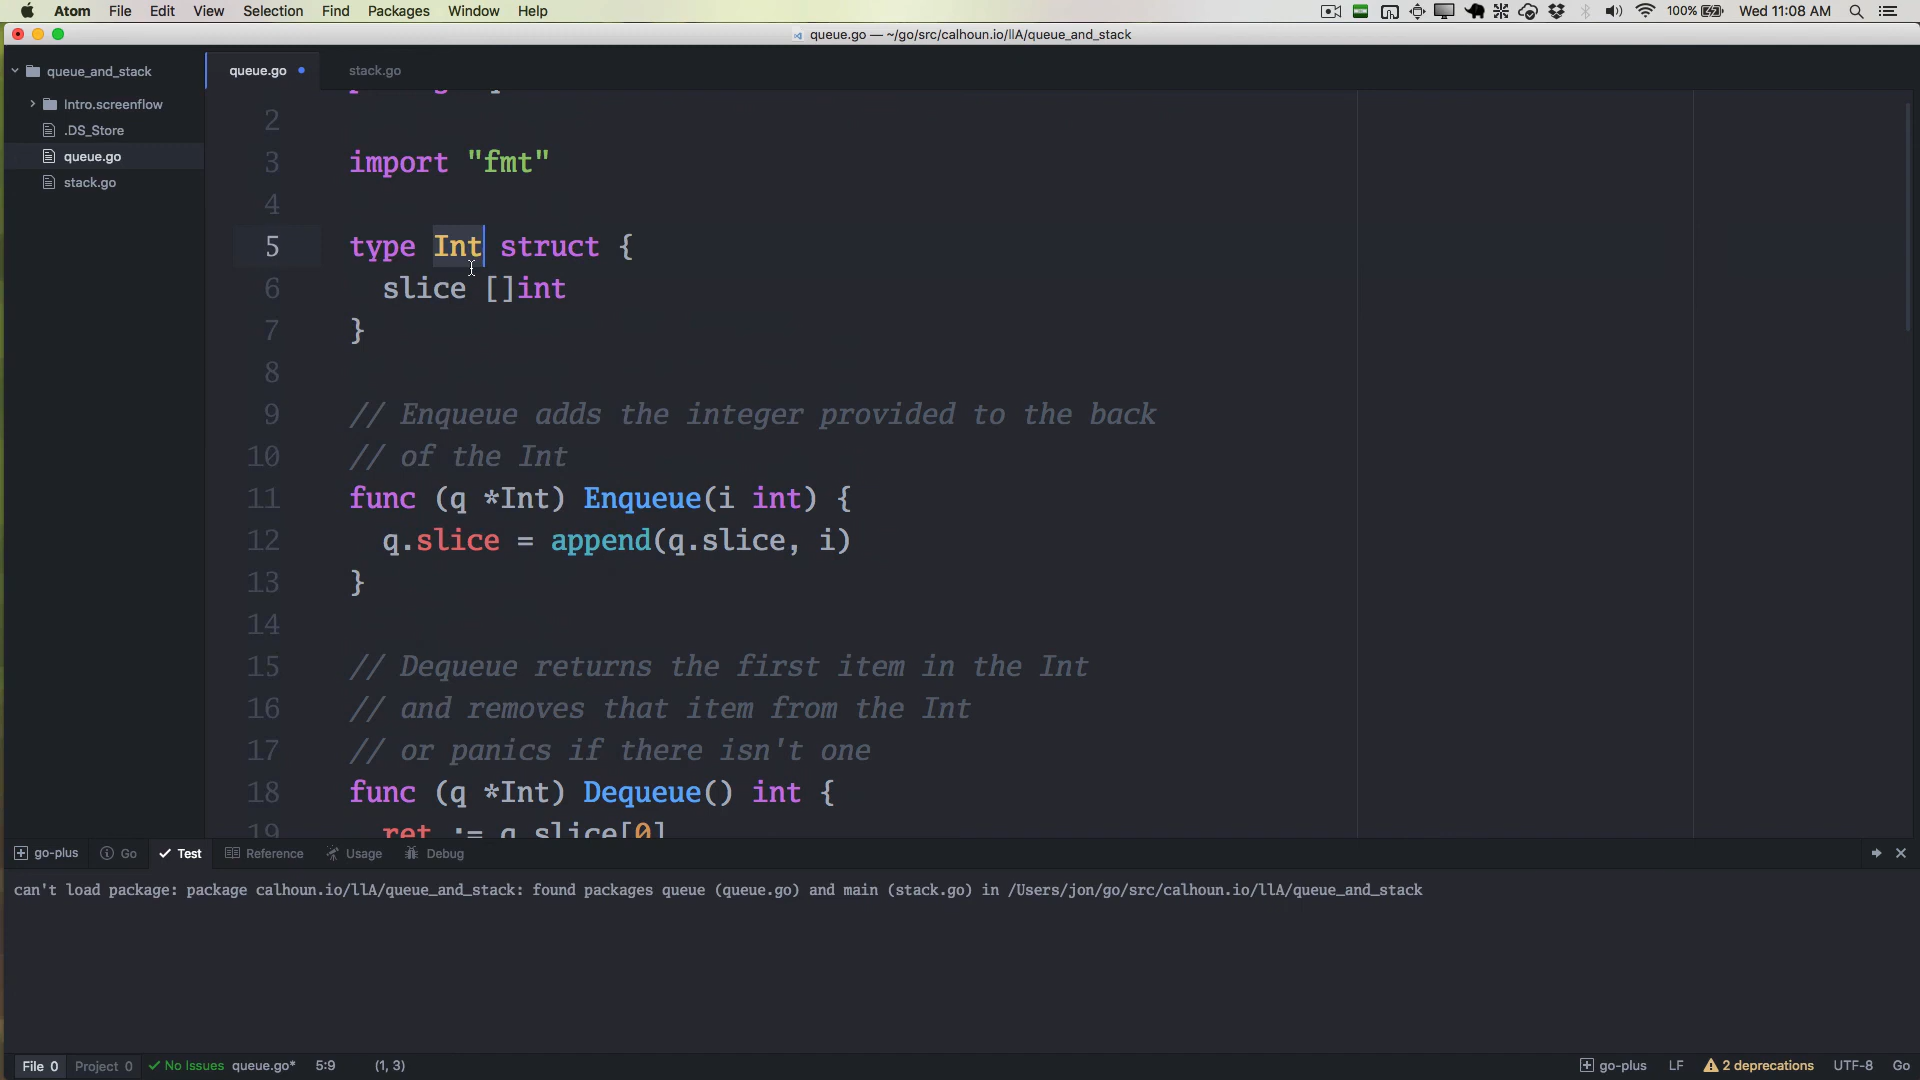 Atom File Edit View Selection Find Packages Window Help 100% Wed 11:08 AM
queue.go — ~/go/src/calhoun.io/llA/queue_and_stack
queue_and_stack
Intro.screenflow
.DS_Store
queue.go
stack.go
queue.go stack.go
2
3 import "fmt"
4
5 type Int struct {
6 slice []int
7 }
8
9 // Enqueue adds the integer provided to the back
10 // of the Int
11 func (q *Int) Enqueue(i int) {
12 q.slice = append(q.slice, i)
13 }
14
15 // Dequeue returns the first item in the Int
16 // and removes that item from the Int
17 // or panics if there isn't one
18 func (q *Int) Dequeue() int {
19 ret := q.slice[0]
go-plus Go Test Reference Usage Debug
can't load package: package calhoun.io/llA/queue_and_stack: found packages queue (queue.go) and main (stack.go) in /Users/jon/go/src/calhoun.io/llA/queue_and_stack
File 0 Project 0 No Issues queue.go* 5:9 (1, 3) go-plus LF 2 deprecations UTF-8 Go